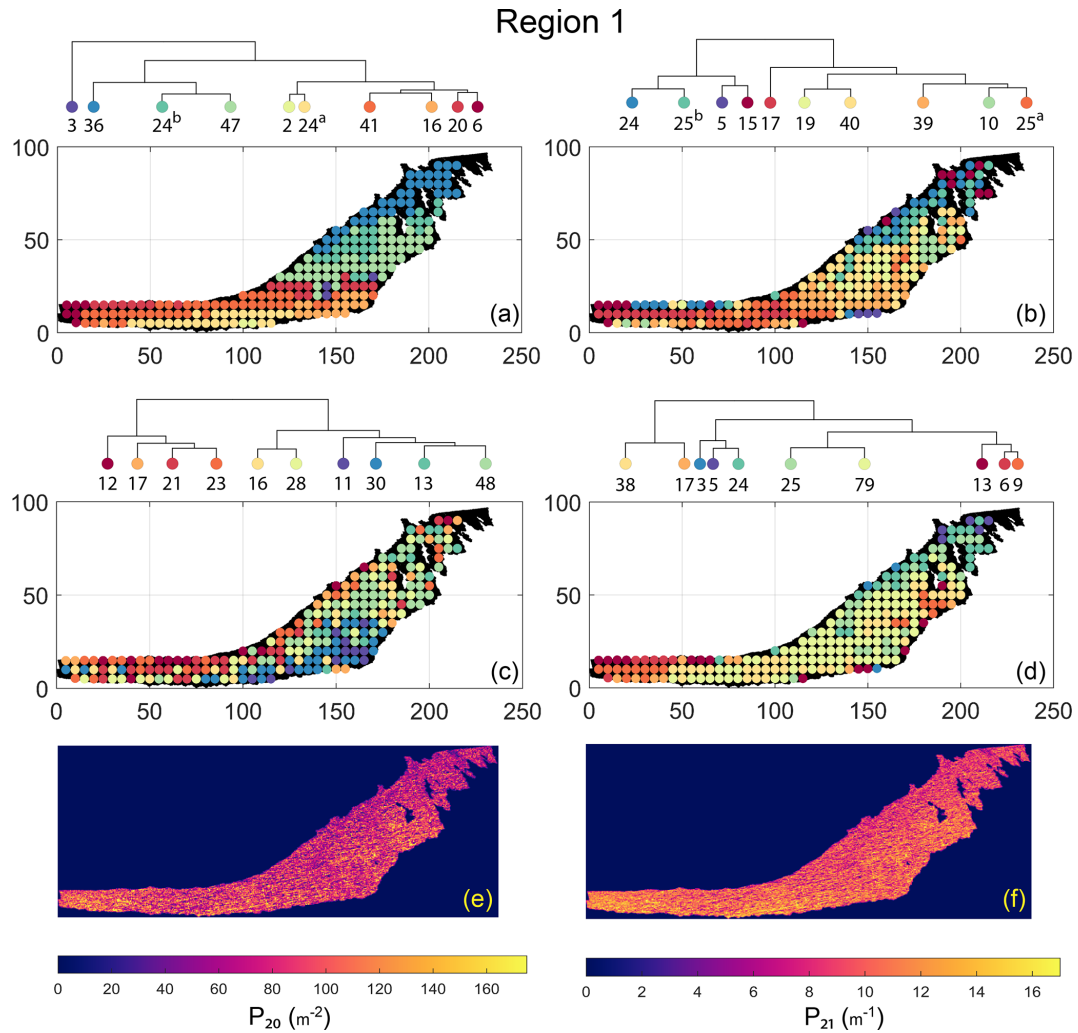 Region 1
3 36 24b 47 2 24a 41 16 20 6
24 25b 5 15 17 19 40 39 10 25a
100
50
0
0 50 100 150 200 250
(a)
100
50
0
0 50 100 150 200 250
(b)
12 17 21 23 16 28 11 30 13 48
38 17 3 5 24 25 79 13 6 9
100
50
0
0 50 100 150 200 250
(c)
100
50
0
0 50 100 150 200 250
(d)
(e)
(f)
0 20 40 60 80 100 120 140 160
P20 (m-2)
0 2 4 6 8 10 12 14 16
P21 (m-1)